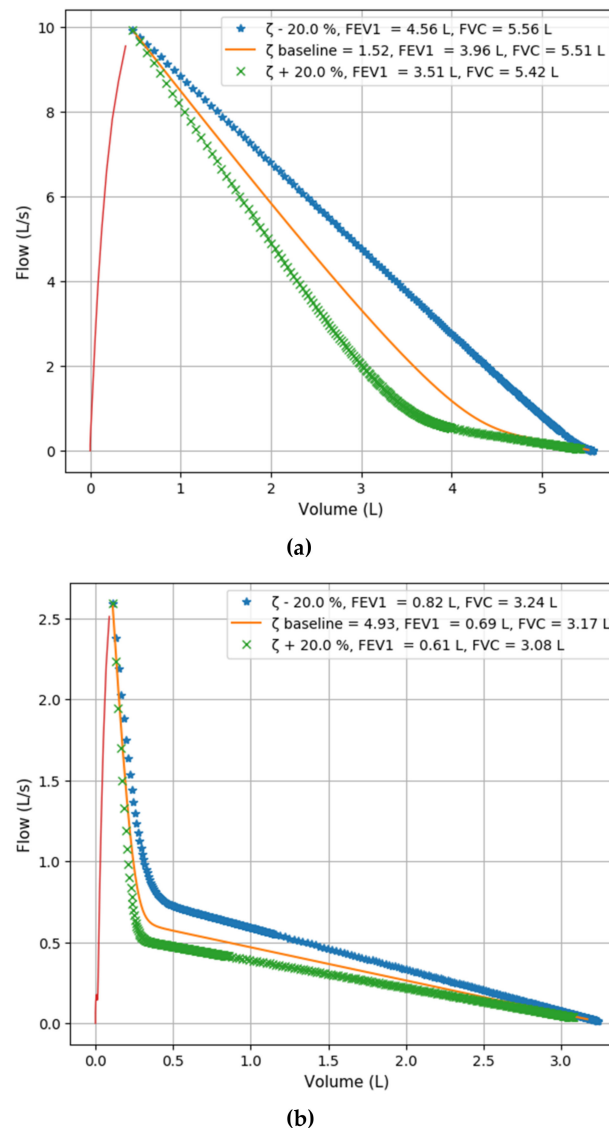 ζ - 20.0 %, FEV1  = 4.56 L, FVC = 5.56 L
ζ baseline = 1.52, FEV1  = 3.96 L, FVC = 5.51 L
ζ + 20.0 %, FEV1  = 3.51 L, FVC = 5.42 L
10
8
6
4
2
0
Flow (L/s)
0 1 2 3 4 5
Volume (L)
(a)
ζ - 20.0 %, FEV1  = 0.82 L, FVC = 3.24 L
ζ baseline = 4.93, FEV1  = 0.69 L, FVC = 3.17 L
ζ + 20.0 %, FEV1  = 0.61 L, FVC = 3.08 L
2.5
2.0
1.5
1.0
0.5
0.0
Flow (L/s)
0.0 0.5 1.0 1.5 2.0 2.5 3.0
Volume (L)
(b)